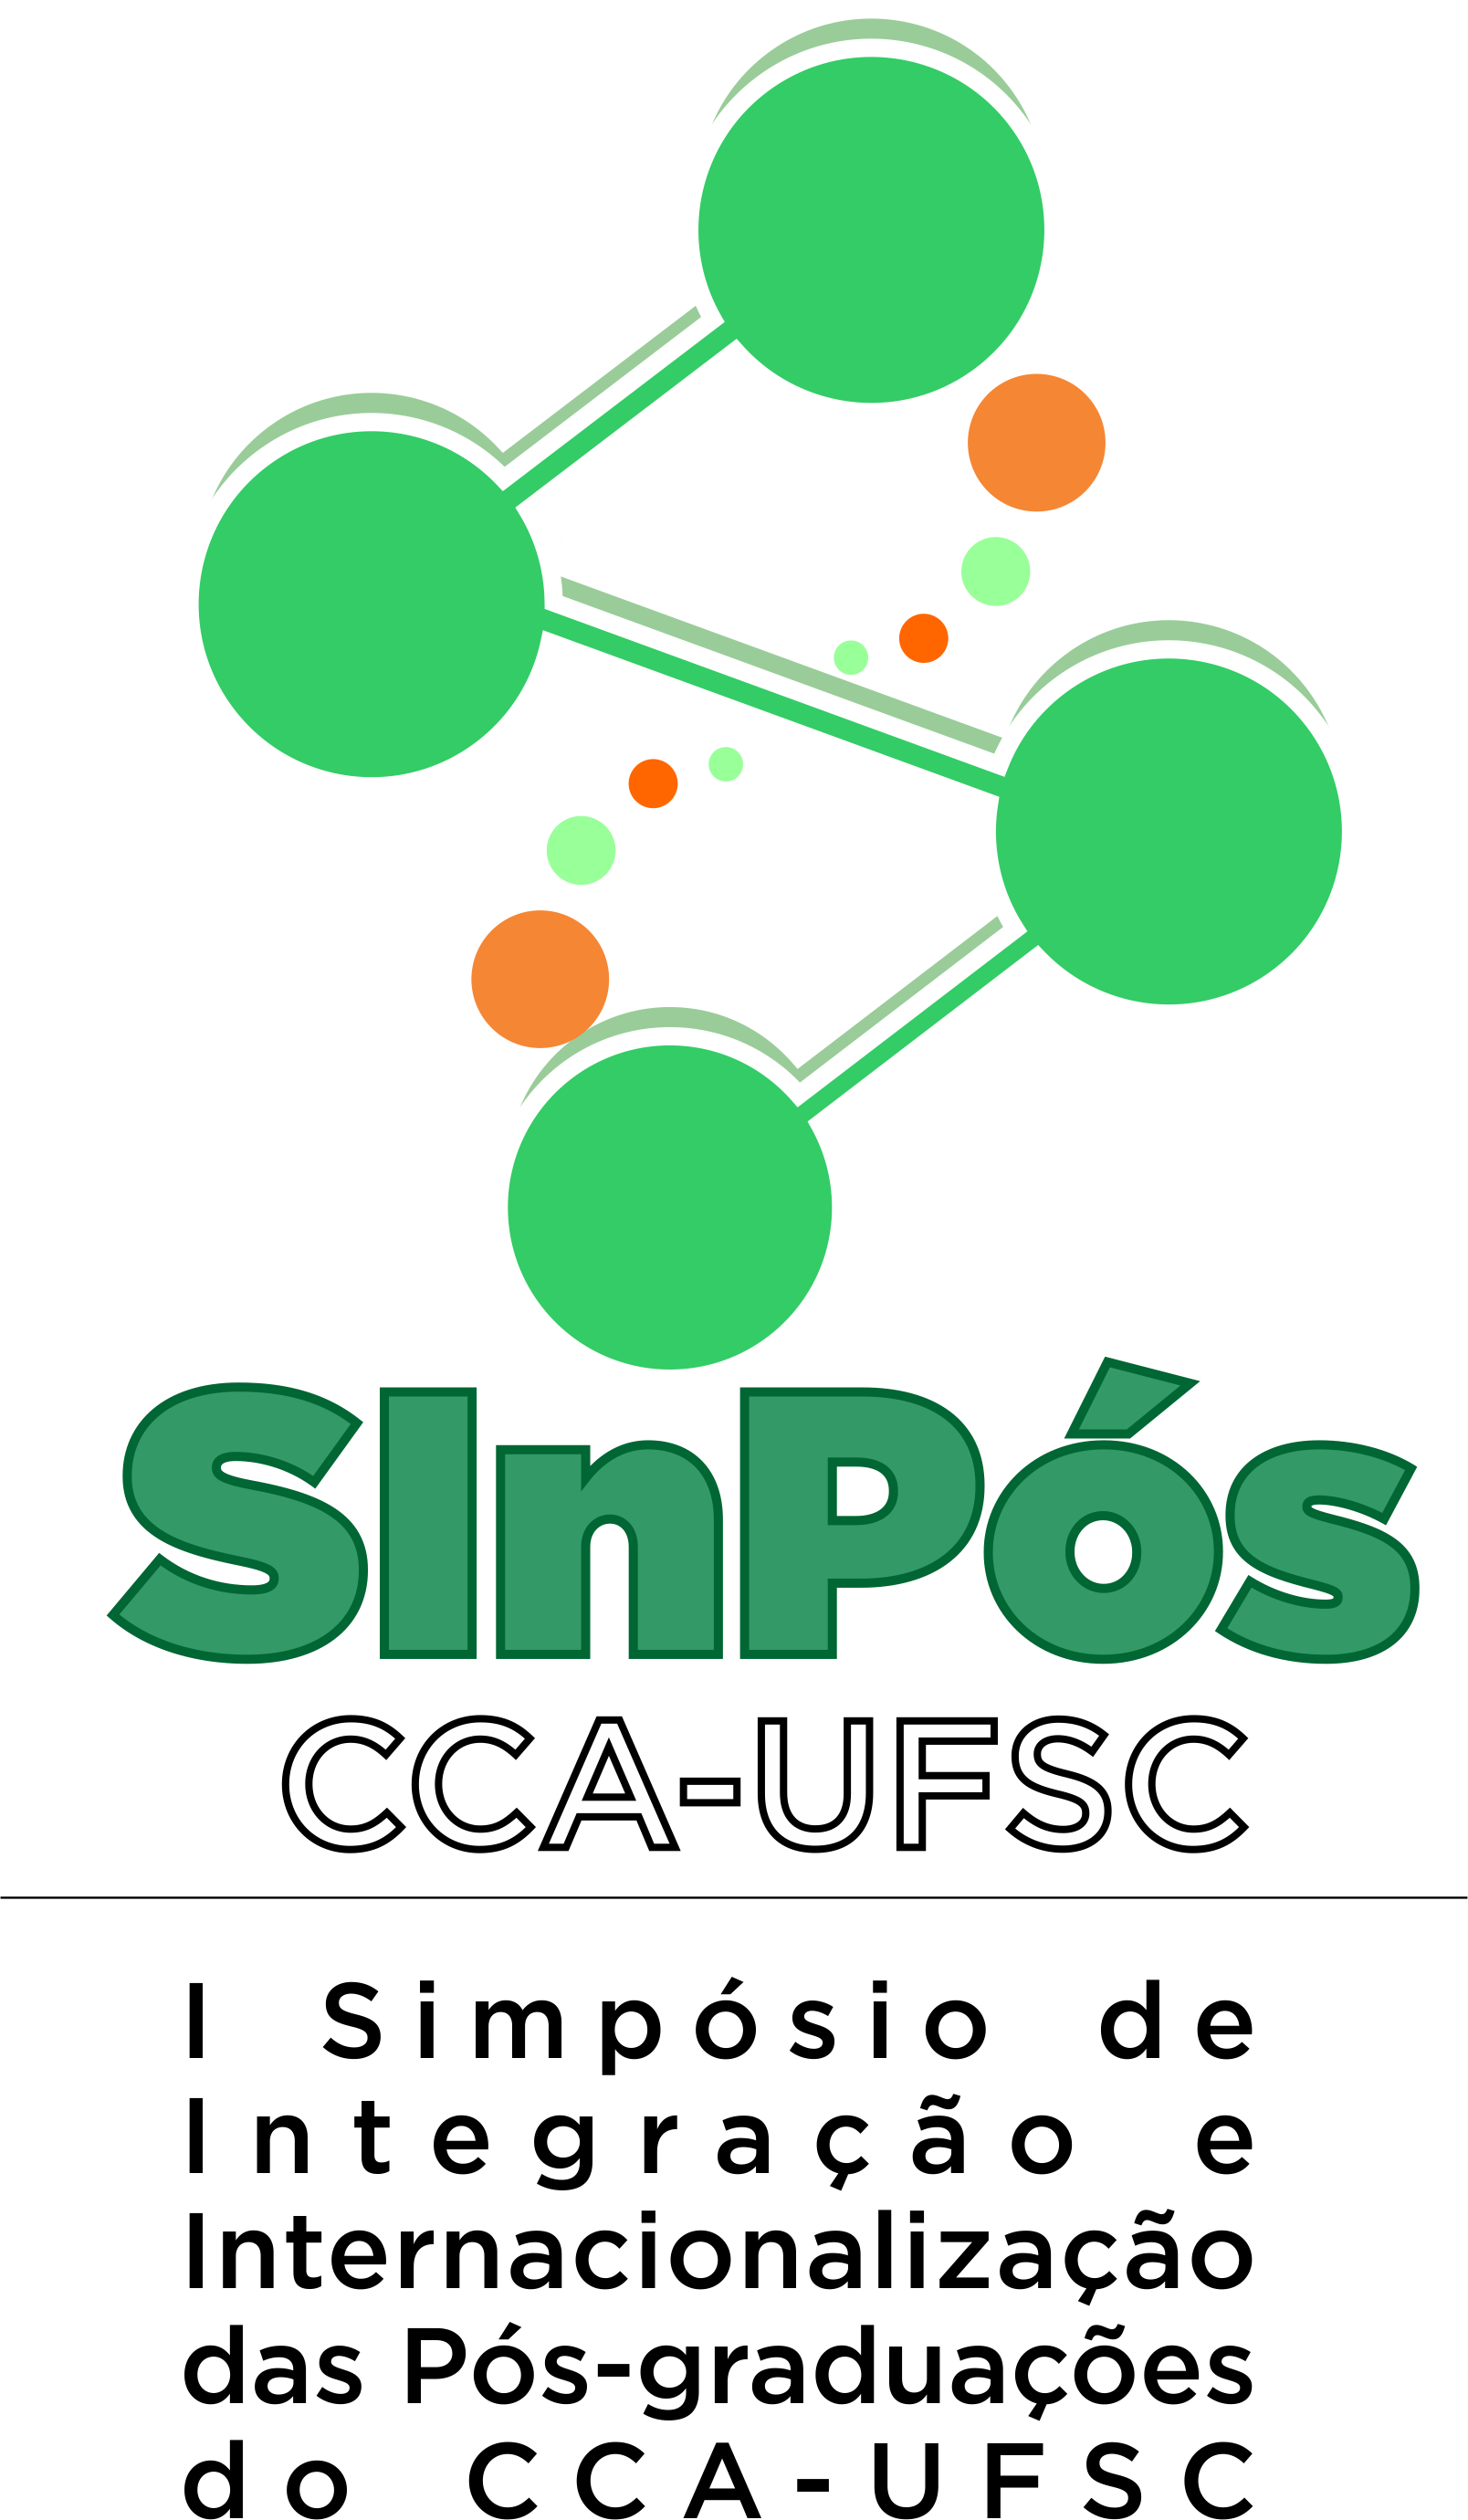 SInPós
CCA-UFSC
I Simpósio de
Integração e
Internacionalização
das Pós-graduações
do CCA-UFSC